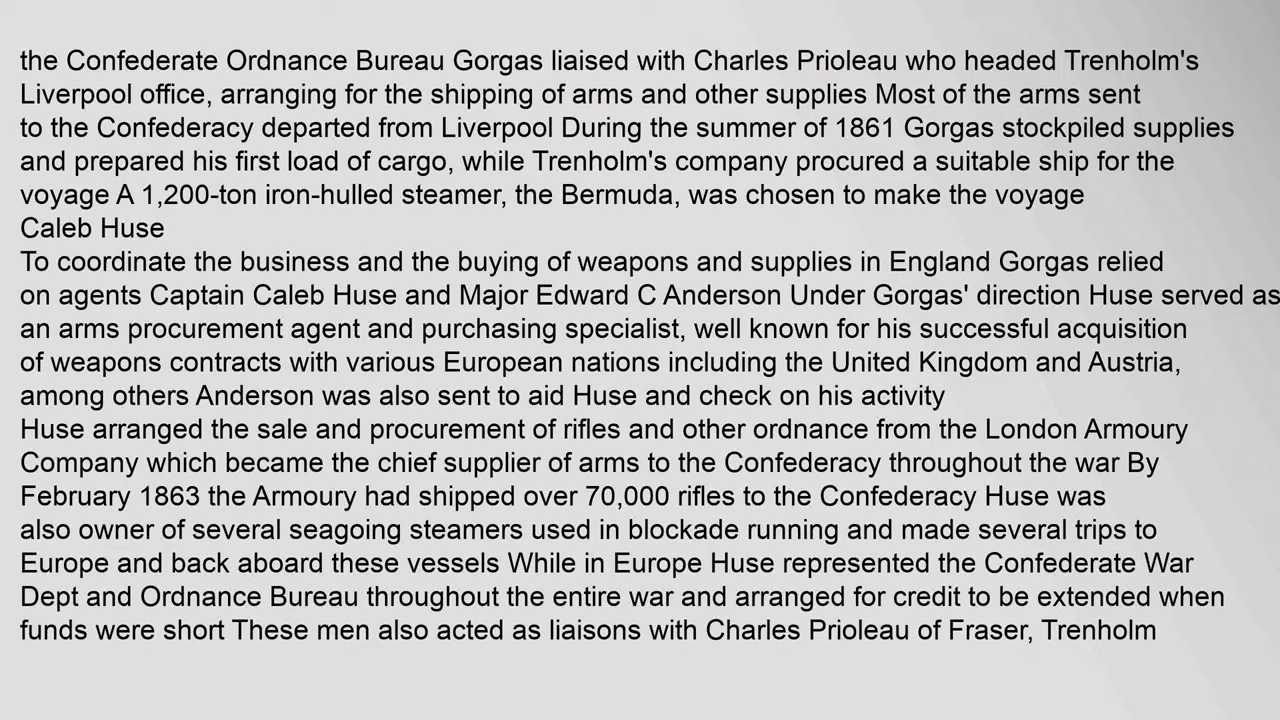 the Confederate Ordnance Bureau Gorgas liaised with Charles Prioleau who headed Trenholm's
Liverpool office, arranging for the shipping of arms and other supplies Most of the arms sent
to the Confederacy departed from Liverpool During the summer of 1861 Gorgas stockpiled supplies
and prepared his first load of cargo, while Trenholm's company procured a suitable ship for the
voyage A 1,200-ton iron-hulled steamer, the Bermuda, was chosen to make the voyage
Caleb Huse
To coordinate the business and the buying of weapons and supplies in England Gorgas relied
on agents Captain Caleb Huse and Major Edward C Anderson Under Gorgas' direction Huse served as
an arms procurement agent and purchasing specialist, well known for his successful acquisition
of weapons contracts with various European nations including the United Kingdom and Austria,
among others Anderson was also sent to aid Huse and check on his activity
Huse arranged the sale and procurement of rifles and other ordnance from the London Armoury
Company which became the chief supplier of arms to the Confederacy throughout the war By
February 1863 the Armoury had shipped over 70,000 rifles to the Confederacy Huse was
also owner of several seagoing steamers used in blockade running and made several trips to
Europe and back aboard these vessels While in Europe Huse represented the Confederate War
Dept and Ordnance Bureau throughout the entire war and arranged for credit to be extended when
funds were short These men also acted as liaisons with Charles Prioleau of Fraser, Trenholm